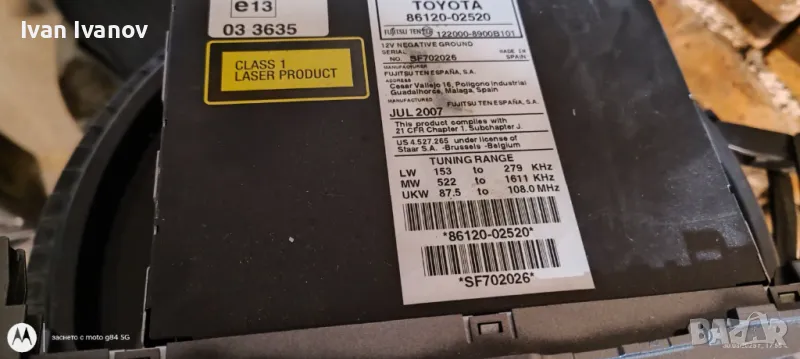 Ivan Ivanov
e13
03 3635
CLASS 1
LASER PRODUCT
TOYOTA
86120-02520
FUJITSU TEN 122000-8900B101
12V NEGATIVE GROUND
SERIAL
NO. SF702026
MADE IN
SPAIN
MANUFACTURER
FUJITSU TEN ESPAÑA, S.A.
ADDRESS
Cesar Vallejo 16, Poligono Industrial
Guadalhorce, Malaga, Spain
MANUFACTURED
FUJITSU TEN ESPAÑA, S.A.
JUL 2007
This product complies with
21 CFR Chapter 1, Subchapter J.
US 4.527.265 under license of
Staar S.A. -Brussels -Belgium
TUNING RANGE
LW 153 to 279 KHz
MW 522 to 1611 KHz
UKW 87.5 to 108.0 MHz
*86120-02520*
*SF702026*
заснето с moto g84 5G
BAZAR